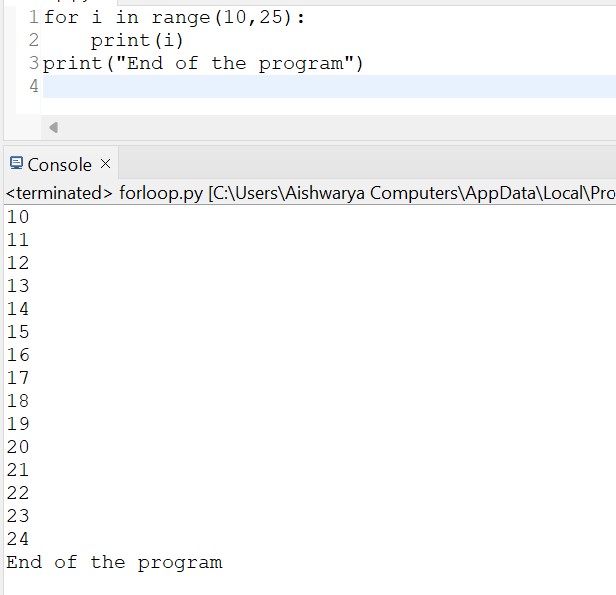 1 for i in range(10,25):
2     print(i)
3 print("End of the program")
4
Console ×
<terminated> forloop.py [C:\Users\Aishwarya Computers\AppData\Local\Pro
10
11
12
13
14
15
16
17
18
19
20
21
22
23
24
End of the program